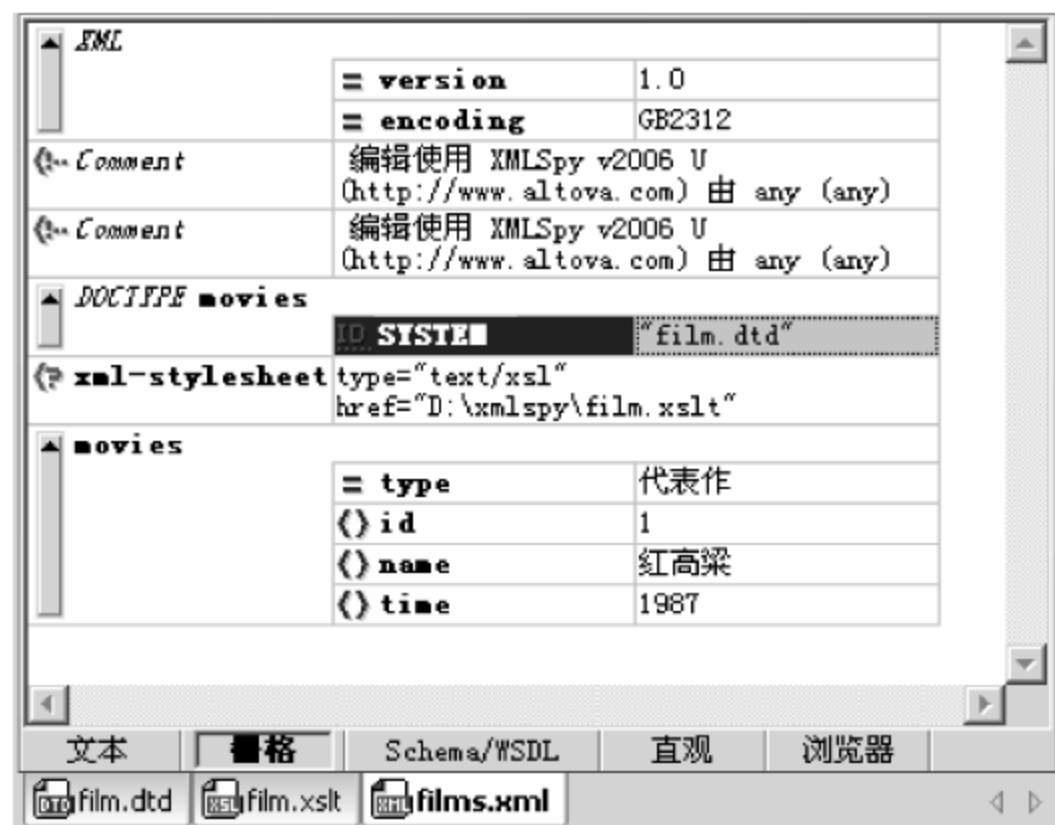 XML
= version 1.0
= encoding GB2312
Comment 编辑使用 XMLSpy v2006 U
(http://www.altova.com) 由 any (any)
Comment 编辑使用 XMLSpy v2006 U
(http://www.altova.com) 由 any (any)
DOCTYPE movies
ID SYSTEM "film.dtd"
xml-stylesheet type="text/xsl"
href="D:\xmlspy\film.xslt"
movies
= type 代表作
() id 1
() name 红高粱
() time 1987
文本 栅格 Schema/WSDL 直观 浏览器
DTD film.dtd XSL film.xslt XML films.xml